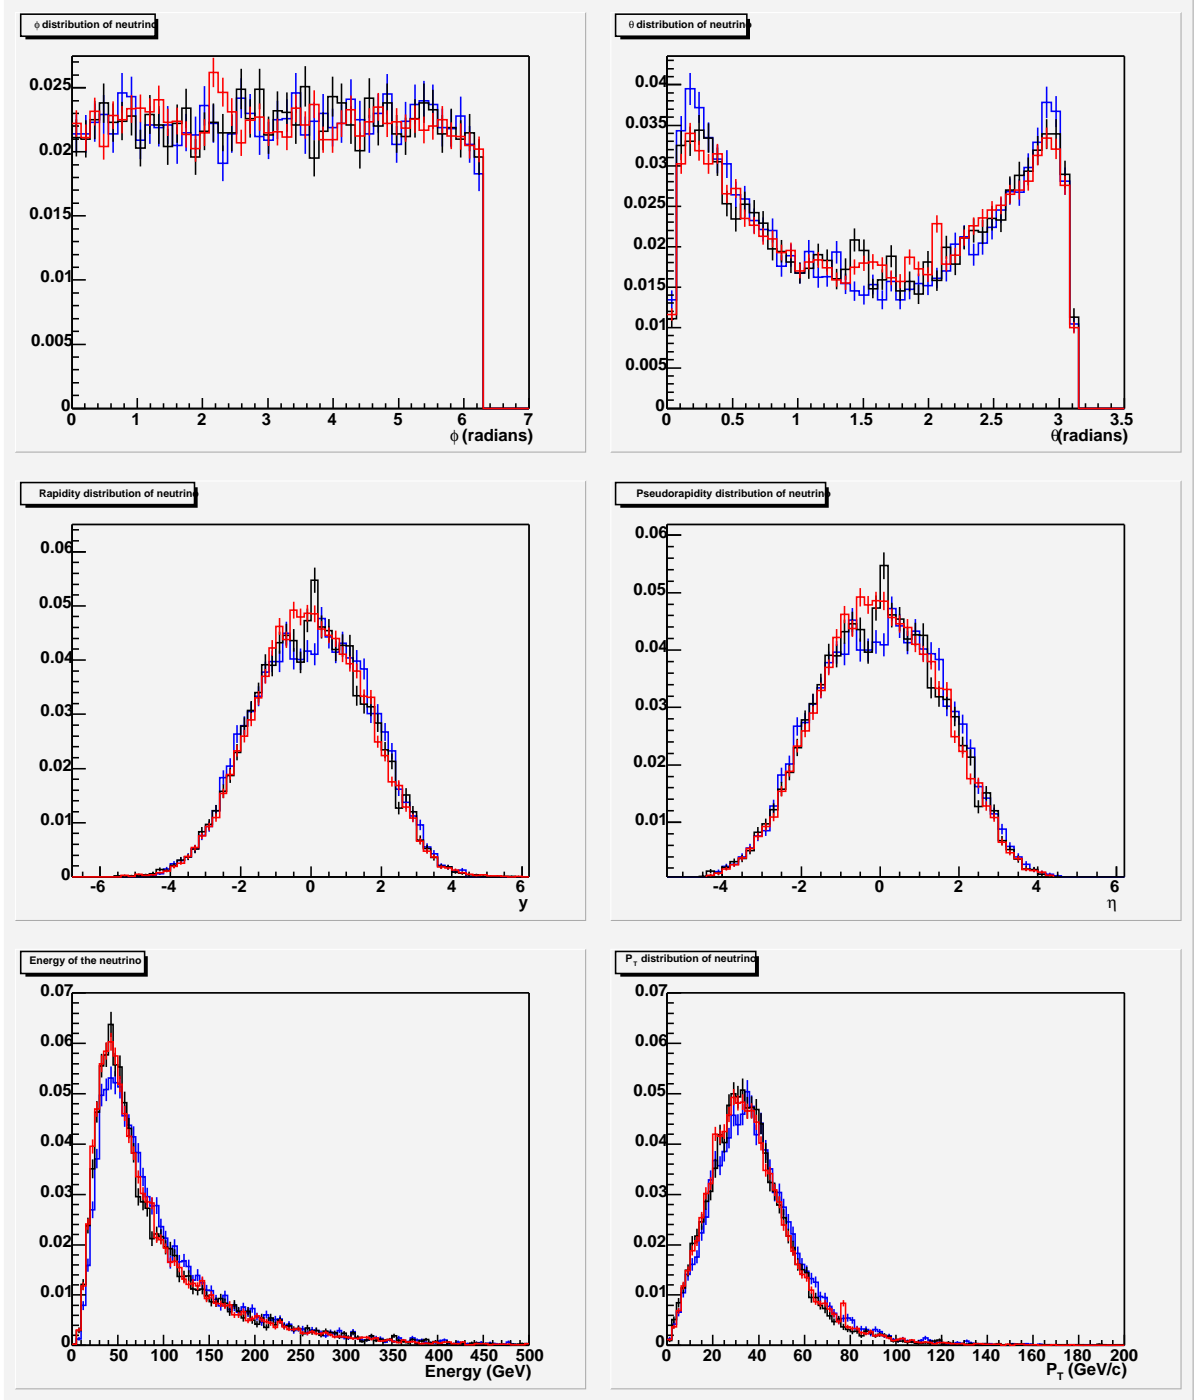 ϕ distribution of neutrino
0.025
0.02
0.015
0.01
0.005
0
0 1 2 3 4 5 6 7
ϕ (radians)
θ distribution of neutrino
0.04
0.035
0.03
0.025
0.02
0.015
0.01
0.005
0
0 0.5 1 1.5 2 2.5 3 3.5
θ(radians)
Rapidity distribution of neutrino
0.06
0.05
0.04
0.03
0.02
0.01
0
-6 -4 -2 0 2 4 6
y
Pseudorapidity distribution of neutrino
0.06
0.05
0.04
0.03
0.02
0.01
-4 -2 0 2 4 6
η
Energy of the neutrino
0.07
0.06
0.05
0.04
0.03
0.02
0.01
0
0 50 100 150 200 250 300 350 400 450 500
Energy (GeV)
P_T distribution of neutrino
0.07
0.06
0.05
0.04
0.03
0.02
0.01
0
0 20 40 60 80 100 120 140 160 180 200
P_T (GeV/c)